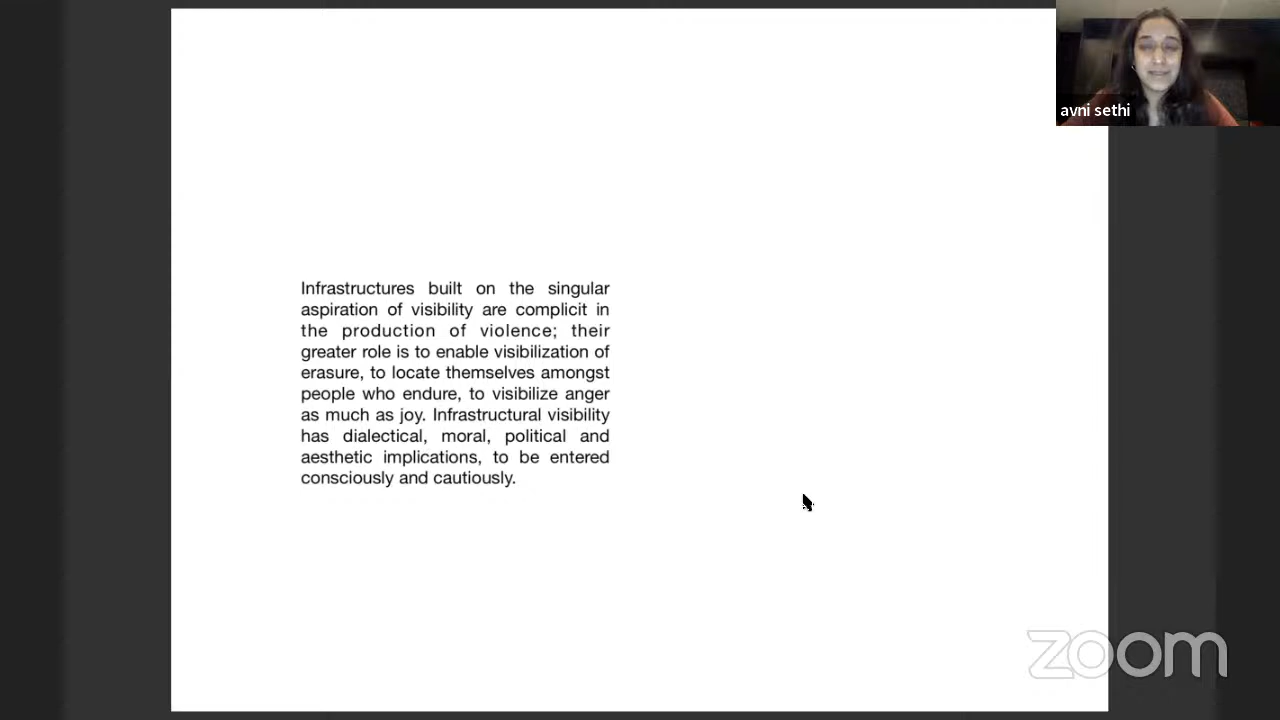 avni sethi
Infrastructures built on the singular
aspiration of visibility are complicit in
the production of violence; their
greater role is to enable visibilization of
erasure, to locate themselves amongst
people who endure, to visibilize anger
as much as joy. Infrastructural visibility
has dialectical, moral, political and
aesthetic implications, to be entered
consciously and cautiously.
zoom